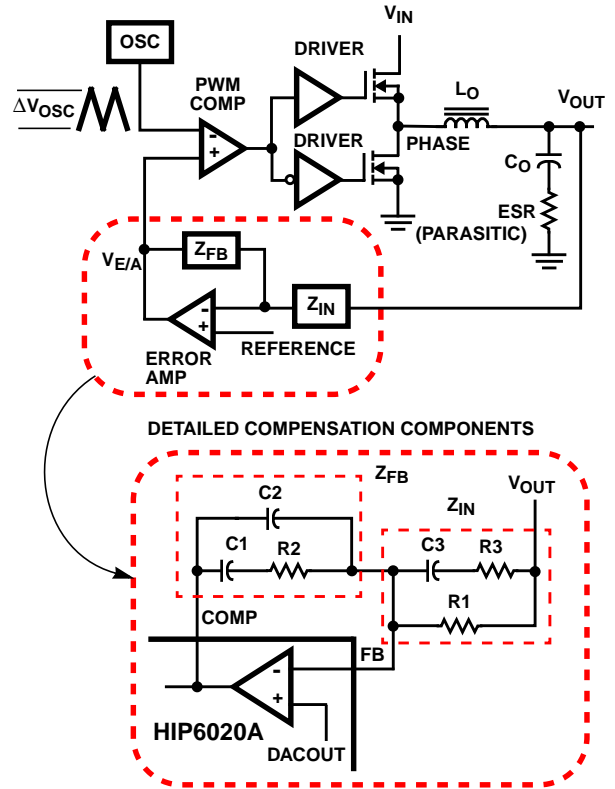 V_IN
OSC
DRIVER
PWM
COMP
L_O
V_OUT
ΔV_OSC
-
+
DRIVER
PHASE
C_O
ESR
(PARASITIC)
Z_FB
V_E/A
Z_IN
-
+
REFERENCE
ERROR
AMP
DETAILED COMPENSATION COMPONENTS
Z_FB
V_OUT
C2
Z_IN
C1
R2
C3
R3
R1
COMP
FB
-
+
HIP6020A
DACOUT